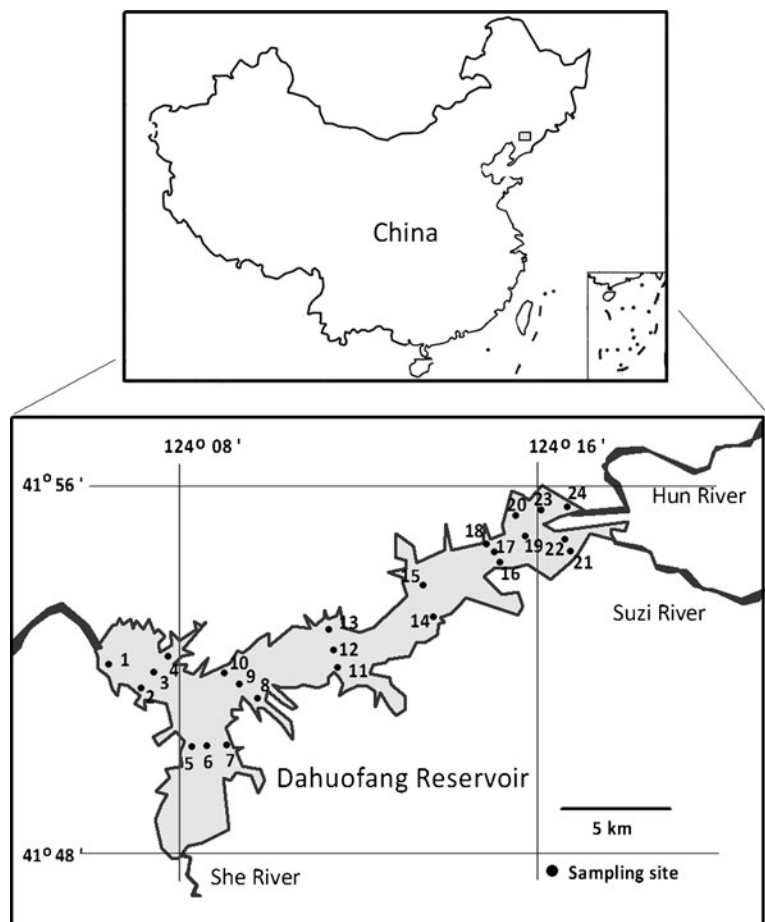 China
124° 08 ' 124° 16 '
41° 56 '
Hun River
Suzi River
20 23 24
18 17 19 22
16 21
15
14
13
12
11
10
9
8
1 2 3 4
5 6 7
Dahuofang Reservoir
5 km
41° 48 '
She River
Sampling site